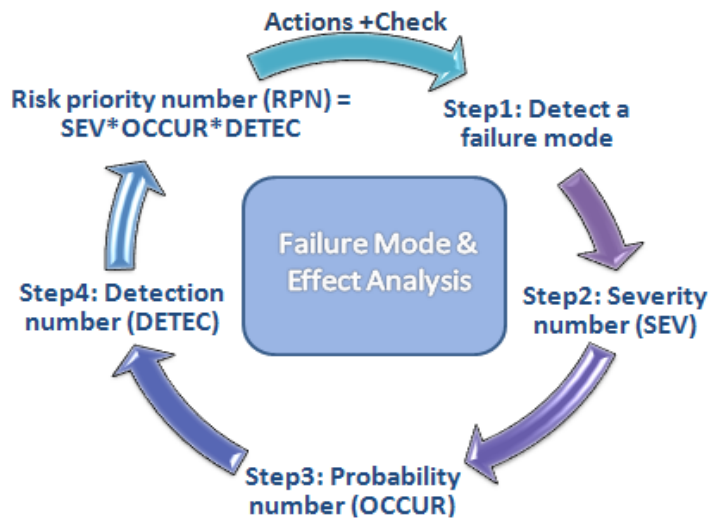 Actions +Check
Risk priority number (RPN) =
SEV*OCCUR*DETEC
Step1: Detect a
failure mode
Failure Mode &
Effect Analysis
Step2: Severity
number (SEV)
Step4: Detection
number (DETEC)
Step3: Probability
number (OCCUR)